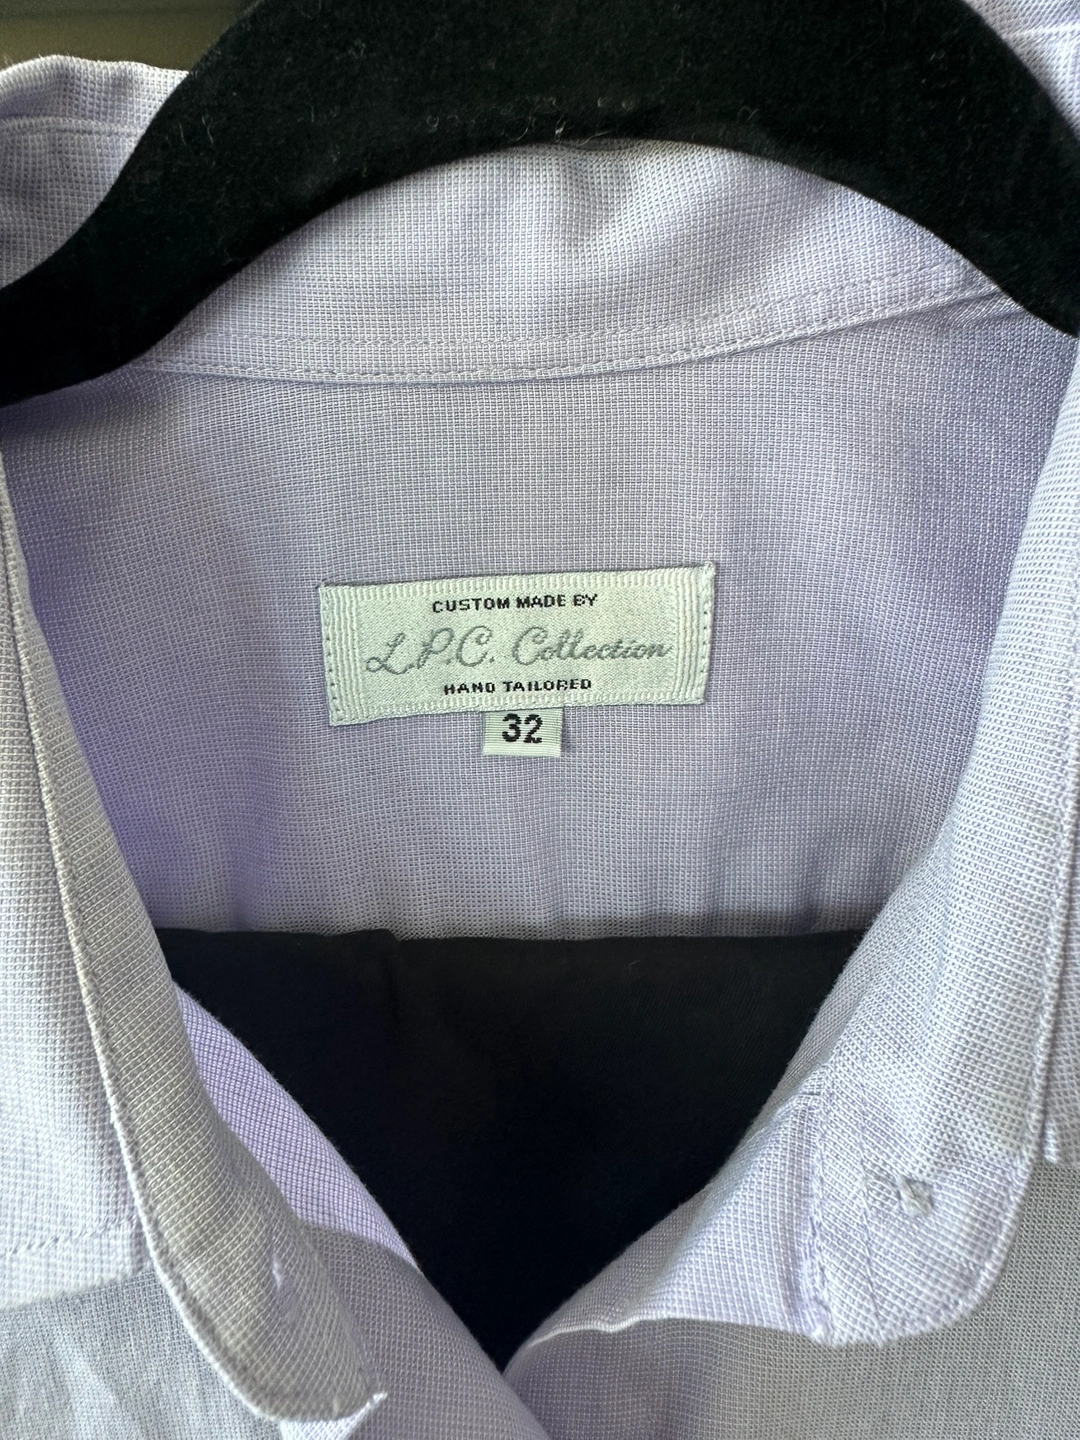 CUSTOM MADE BY
L.P.C. Collection
HAND TAILORED
32